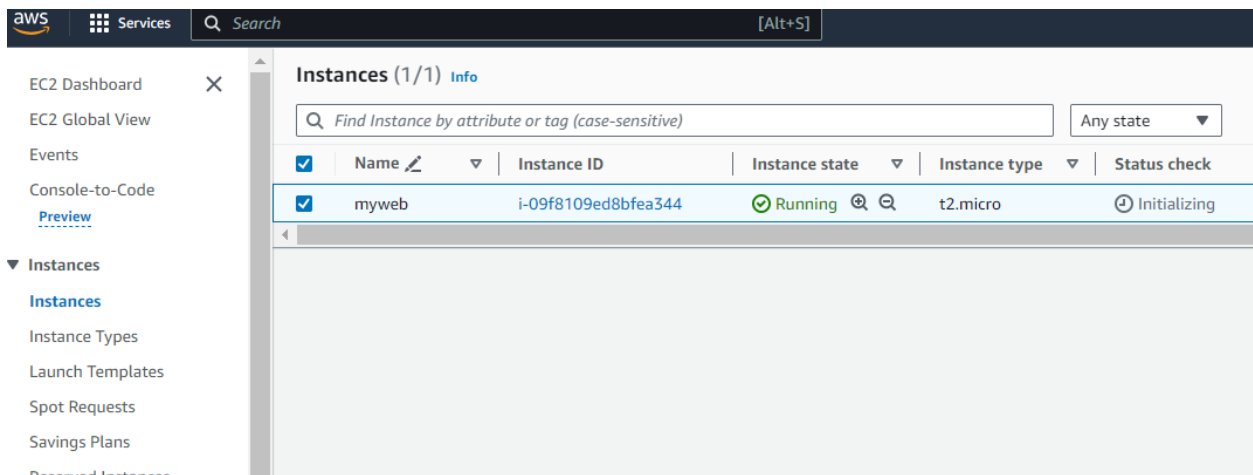 aws Services Search [Alt+S]
EC2 Dashboard
EC2 Global View
Events
Console-to-Code
Preview
Instances
Instances
Instance Types
Launch Templates
Spot Requests
Savings Plans
Reserved Instances
Instances (1/1) Info
Find Instance by attribute or tag (case-sensitive) Any state
Name Instance ID Instance state Instance type Status check
myweb i-09f8109ed8bfea344 Running t2.micro Initializing